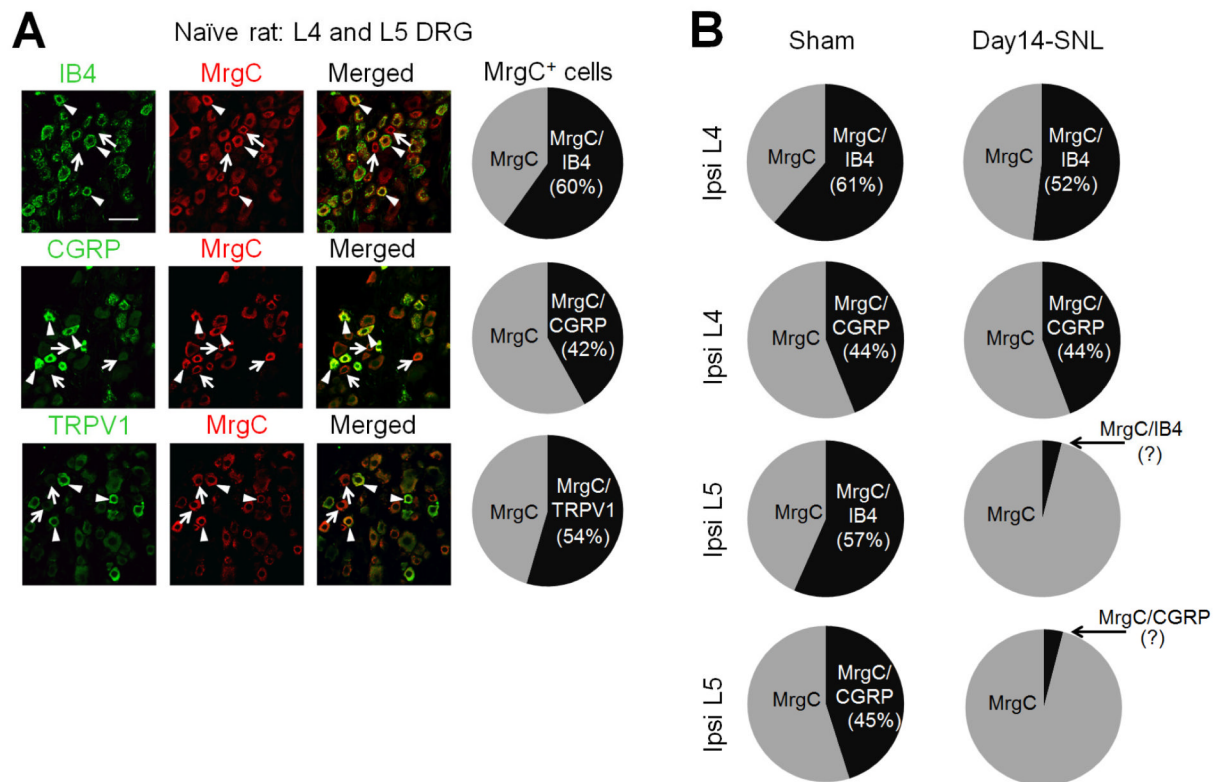 A
Naïve rat: L4 and L5 DRG
IB4
MrgC
Merged
MrgC+ cells
MrgC
MrgC/
IB4
(60%)
CGRP
MrgC
Merged
MrgC
MrgC/
CGRP
(42%)
TRPV1
MrgC
Merged
MrgC
MrgC/
TRPV1
(54%)
B
Sham
Day14-SNL
Ipsi L4
MrgC
MrgC/
IB4
(61%)
MrgC
MrgC/
IB4
(52%)
Ipsi L4
MrgC
MrgC/
CGRP
(44%)
MrgC
MrgC/
CGRP
(44%)
Ipsi L5
MrgC
MrgC/
IB4
(57%)
MrgC/IB4
(?)
MrgC
Ipsi L5
MrgC
MrgC/
CGRP
(45%)
MrgC/CGRP
(?)
MrgC